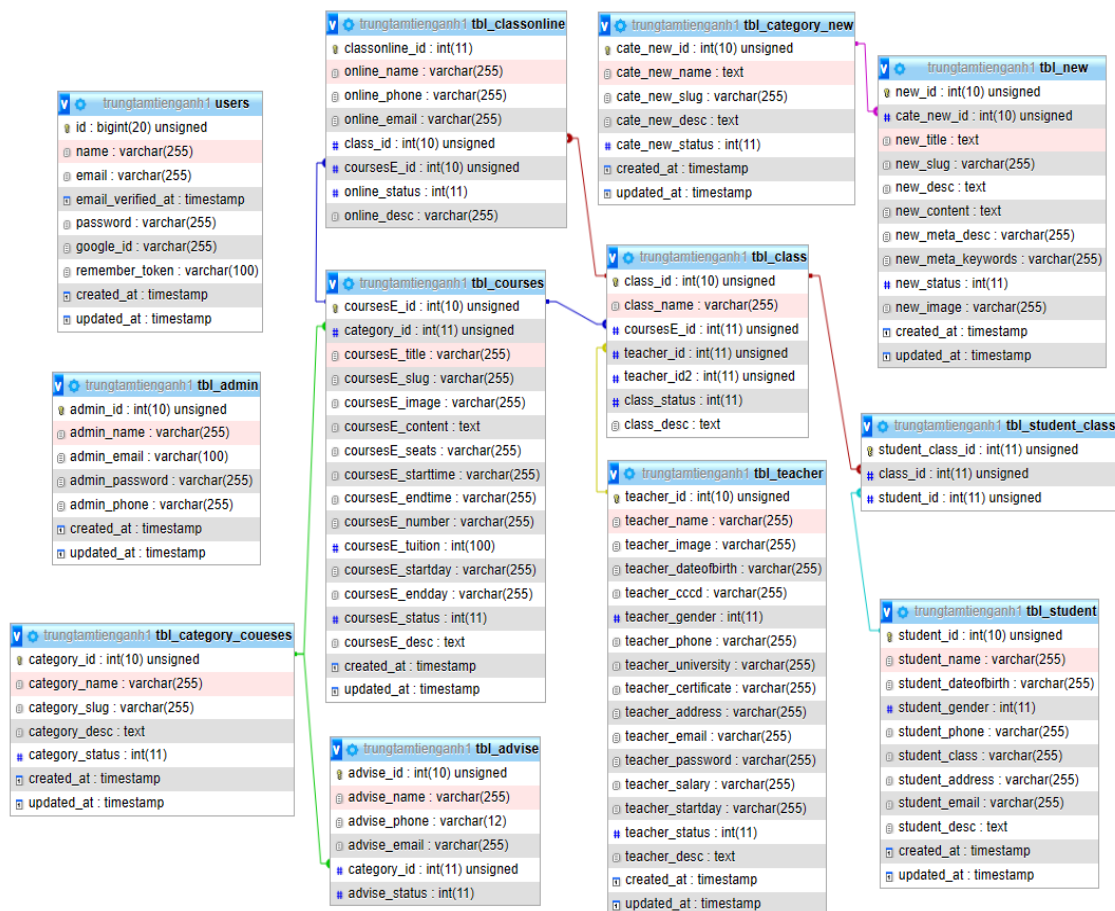 trungtamtienganh1 users
id : bigint(20) unsigned
name : varchar(255)
email : varchar(255)
email_verified_at : timestamp
password : varchar(255)
google_id : varchar(255)
remember_token : varchar(100)
created_at : timestamp
updated_at : timestamp
trungtamtienganh1 tbl_admin
admin_id : int(10) unsigned
admin_name : varchar(255)
admin_email : varchar(100)
admin_password : varchar(255)
admin_phone : varchar(255)
created_at : timestamp
updated_at : timestamp
trungtamtienganh1 tbl_category_coueses
category_id : int(10) unsigned
category_name : varchar(255)
category_slug : varchar(255)
category_desc : text
category_status : int(11)
created_at : timestamp
updated_at : timestamp
trungtamtienganh1 tbl_classonline
classonline_id : int(11)
online_name : varchar(255)
online_phone : varchar(255)
online_email : varchar(255)
class_id : int(10) unsigned
coursesE_id : int(10) unsigned
online_status : int(11)
online_desc : varchar(255)
trungtamtienganh1 tbl_courses
coursesE_id : int(10) unsigned
category_id : int(11) unsigned
coursesE_title : varchar(255)
coursesE_slug : varchar(255)
coursesE_image : varchar(255)
coursesE_content : text
coursesE_seats : varchar(255)
coursesE_starttime : varchar(255)
coursesE_endtime : varchar(255)
coursesE_number : varchar(255)
coursesE_tuition : int(100)
coursesE_startday : varchar(255)
coursesE_endday : varchar(255)
coursesE_status : int(11)
coursesE_desc : text
created_at : timestamp
updated_at : timestamp
trungtamtienganh1 tbl_advise
advise_id : int(10) unsigned
advise_name : varchar(255)
advise_phone : varchar(12)
advise_email : varchar(255)
category_id : int(11) unsigned
advise_status : int(11)
trungtamtienganh1 tbl_category_new
cate_new_id : int(10) unsigned
cate_new_name : text
cate_new_slug : varchar(255)
cate_new_desc : text
cate_new_status : int(11)
created_at : timestamp
updated_at : timestamp
trungtamtienganh1 tbl_class
class_id : int(10) unsigned
class_name : varchar(255)
coursesE_id : int(11) unsigned
teacher_id : int(11) unsigned
teacher_id2 : int(11) unsigned
class_status : int(11)
class_desc : text
trungtamtienganh1 tbl_teacher
teacher_id : int(10) unsigned
teacher_name : varchar(255)
teacher_image : varchar(255)
teacher_dateofbirth : varchar(255)
teacher_cccd : varchar(255)
teacher_gender : int(11)
teacher_phone : varchar(255)
teacher_university : varchar(255)
teacher_certificate : varchar(255)
teacher_address : varchar(255)
teacher_email : varchar(255)
teacher_password : varchar(255)
teacher_salary : varchar(255)
teacher_startday : varchar(255)
teacher_status : int(11)
teacher_desc : text
created_at : timestamp
updated_at : timestamp
trungtamtienganh1 tbl_new
new_id : int(10) unsigned
cate_new_id : int(10) unsigned
new_title : text
new_slug : varchar(255)
new_desc : text
new_content : text
new_meta_desc : varchar(255)
new_meta_keywords : varchar(255)
new_status : int(11)
new_image : varchar(255)
created_at : timestamp
updated_at : timestamp
trungtamtienganh1 tbl_student_class
student_class_id : int(11) unsigned
class_id : int(11) unsigned
student_id : int(11) unsigned
trungtamtienganh1 tbl_student
student_id : int(10) unsigned
student_name : varchar(255)
student_dateofbirth : varchar(255)
student_gender : int(11)
student_phone : varchar(255)
student_class : varchar(255)
student_address : varchar(255)
student_email : varchar(255)
student_desc : text
created_at : timestamp
updated_at : timestamp